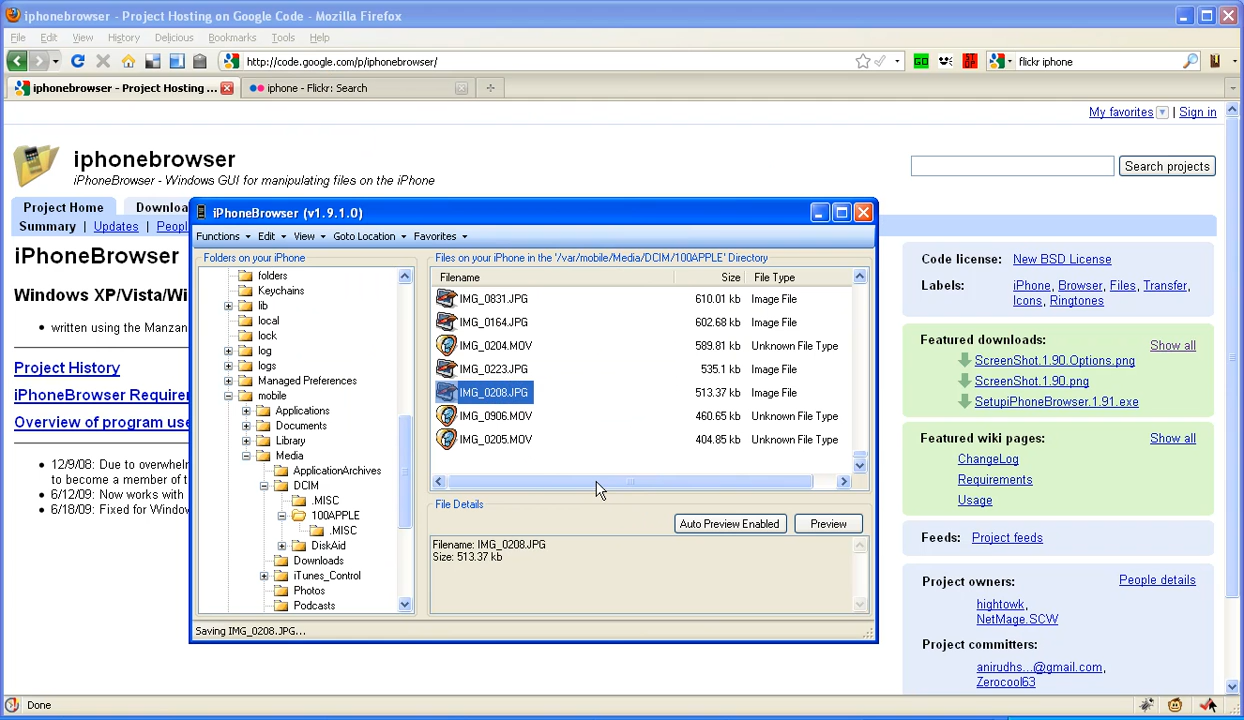 iphonebrowser - Project Hosting on Google Code - Mozilla Firefox
File Edit View History Delicious Bookmarks Tools Help
http://code.google.com/p/iphonebrowser/
GO
ST OP
flickr iphone
iphonebrowser - Project Hosting ...
iphone - Flickr: Search
My favorites | Sign in
iphonebrowser
iPhoneBrowser - Windows GUI for manipulating files on the iPhone
Search projects
Project Home Downloa
Summary | Updates | Peopl
iPhoneBrowser
Windows XP/Vista/Wi
written using the Manzan
Project History
iPhoneBrowser Requirer
Overview of program use
12/9/08: Due to overwhelr
to become a member of t
6/12/09: Now works with
6/18/09: Fixed for Windov
iPhoneBrowser (v1.9.1.0)
Functions Edit View Goto Location Favorites
Folders on your iPhone
folders
Keychains
lib
local
lock
log
logs
Managed Preferences
mobile
Applications
Documents
Library
Media
ApplicationArchives
DCIM
.MISC
100APPLE
.MISC
DiskAid
Downloads
iTunes_Control
Photos
Podcasts
Files on your iPhone in the '/var/mobile/Media/DCIM/100APPLE' Directory
Filename Size File Type
IMG_0831.JPG 610.01 kb Image File
IMG_0164.JPG 602.68 kb Image File
IMG_0204.MOV 589.81 kb Unknown File Type
IMG_0223.JPG 535.1 kb Image File
IMG_0208.JPG 513.37 kb Image File
IMG_0906.MOV 460.65 kb Unknown File Type
IMG_0205.MOV 404.85 kb Unknown File Type
File Details
Auto Preview Enabled Preview
Filename: IMG_0208.JPG
Size: 513.37 kb
Saving IMG_0208.JPG...
Code license: New BSD License
Labels: iPhone, Browser, Files, Transfer,
Icons, Ringtones
Featured downloads: Show all
ScreenShot.1.90.Options.png
ScreenShot.1.90.png
SetupiPhoneBrowser.1.91.exe
Featured wiki pages: Show all
ChangeLog
Requirements
Usage
Feeds: Project feeds
Project owners: People details
hightowk,
NetMage.SCW
Project committers:
anirudhs...@gmail.com,
Zerocool63
Done